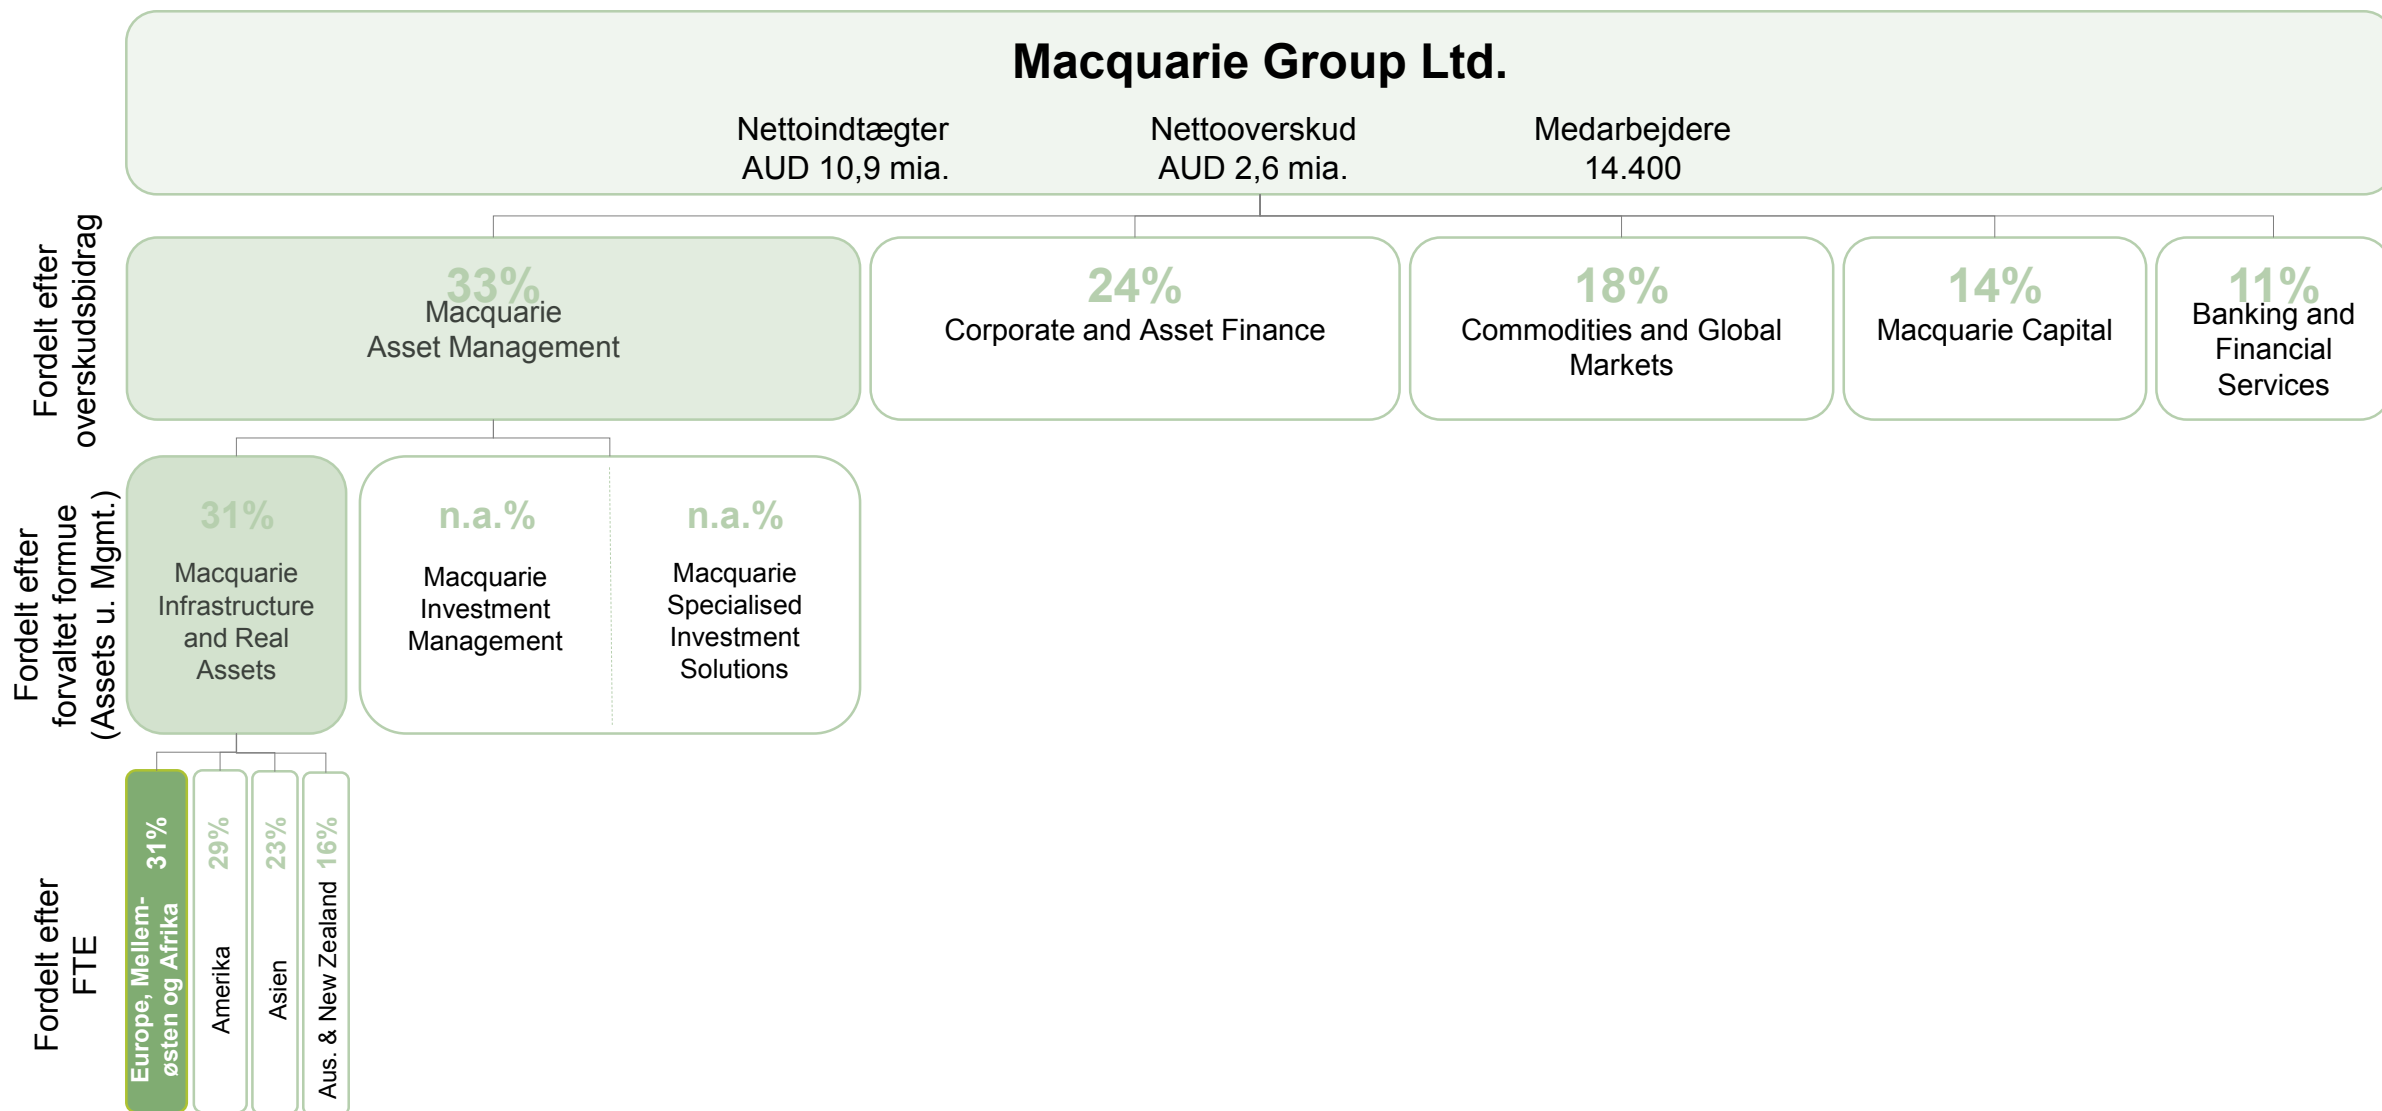 Macquarie Group Ltd.
Nettoindtægter
AUD 10,9 mia.
Nettooverskud
AUD 2,6 mia.
Medarbejdere
14.400
Fordelt efter
overskudsbidrag
33%
Macquarie
Asset Management
24%
Corporate and Asset Finance
18%
Commodities and Global
Markets
14%
Macquarie Capital
11%
Banking and
Financial
Services
Fordelt efter
forvaltet formue
(Assets u. Mgmt.)
31%
Macquarie
Infrastructure
and Real
Assets
n.a.%
Macquarie
Investment
Management
n.a.%
Macquarie
Specialised
Investment
Solutions
Fordelt efter
FTE
31%
Europe, Mellem-
østen og Afrika
29%
Amerika
23%
Asien
16%
Aus. & New Zealand